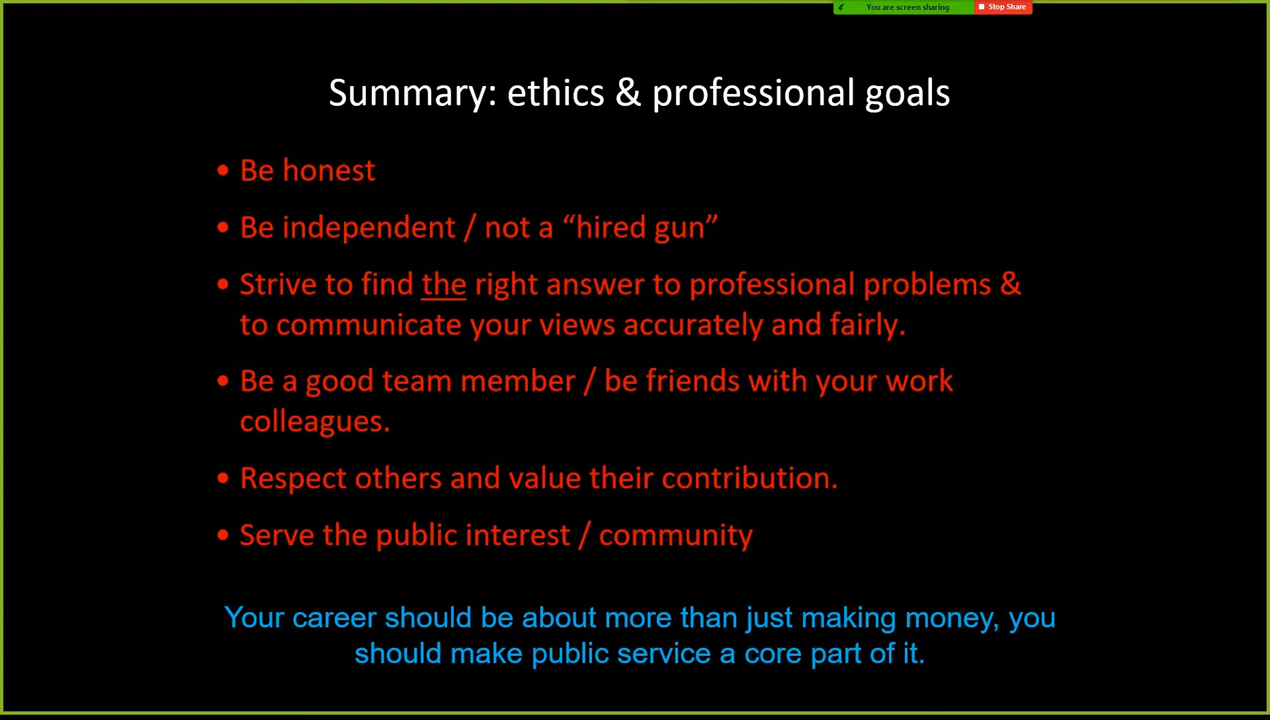 You are screen sharing Stop Share
Summary: ethics & professional goals
• Be honest
• Be independent / not a “hired gun”
• Strive to find the right answer to professional problems &
to communicate your views accurately and fairly.
• Be a good team member / be friends with your work
colleagues.
• Respect others and value their contribution.
• Serve the public interest / community
Your career should be about more than just making money, you
should make public service a core part of it.